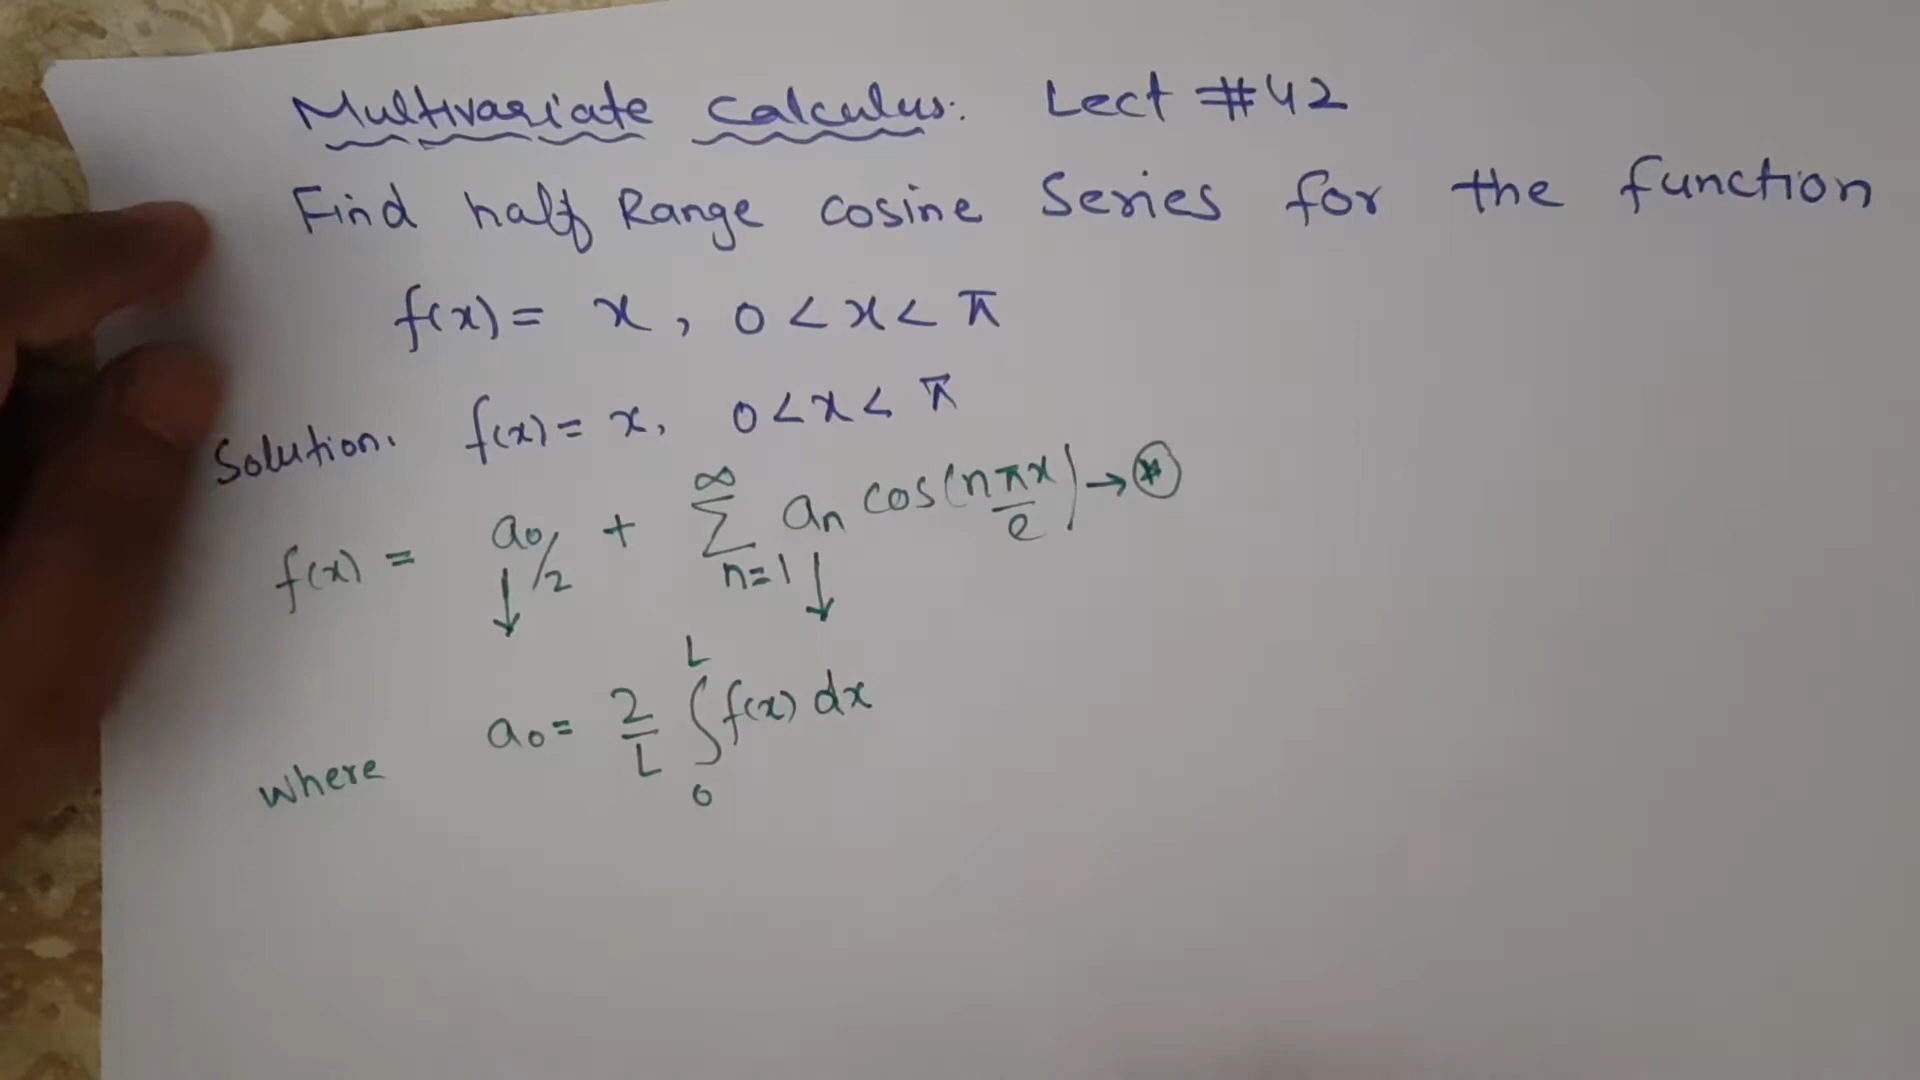 Multivariate Calculus: Lect #42
Find half Range cosine Series for the function
f(x) = x, 0 < x < π
Solution. f(x) = x, 0 < x < π
f(x) = a₀/2 + ∞ Σ n=1 aₙ cos(nπx/e) → (*)
where a₀ = 2/L ∫₀ᴸ f(x) dx